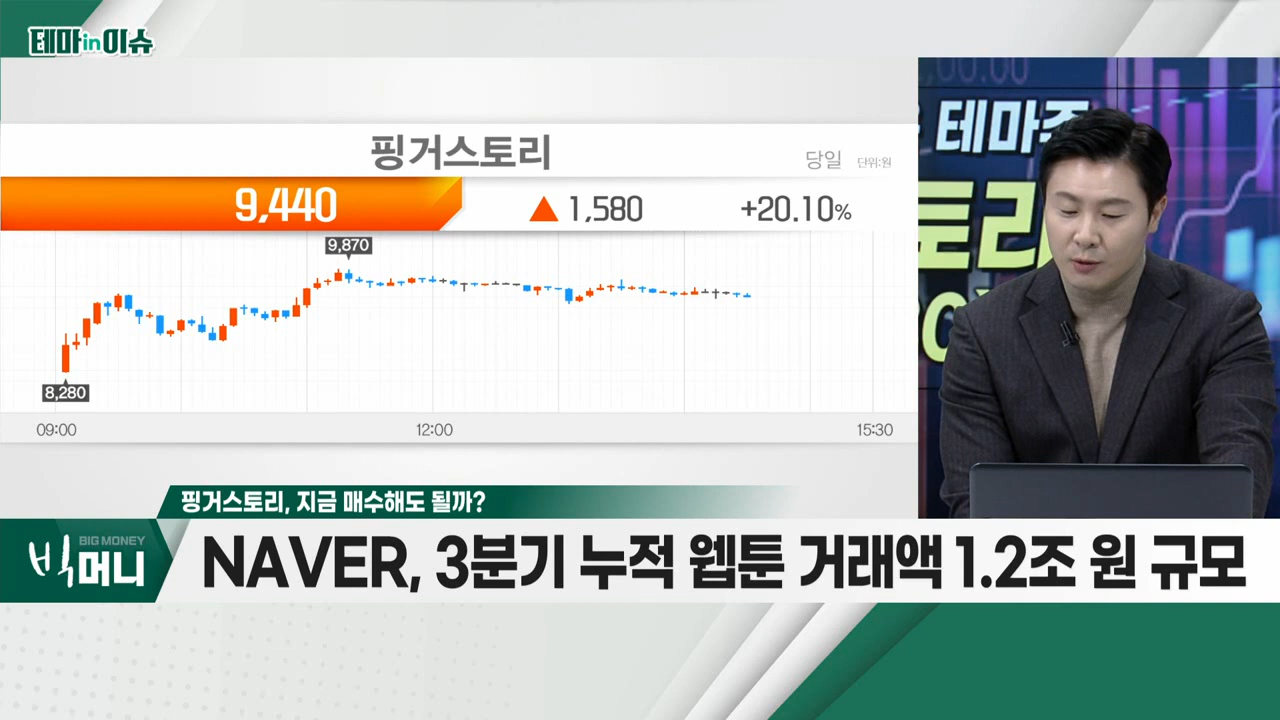 테마in이슈
핑거스토리
당일 단위:원
9,440 ▲ 1,580 +20.10%
9,870
8,280
09:00 12:00 15:30
테마주
핑거스토리, 지금 매수해도 될까?
BIG MONEY
빅머니
NAVER, 3분기 누적 웹툰 거래액 1.2조 원 규모